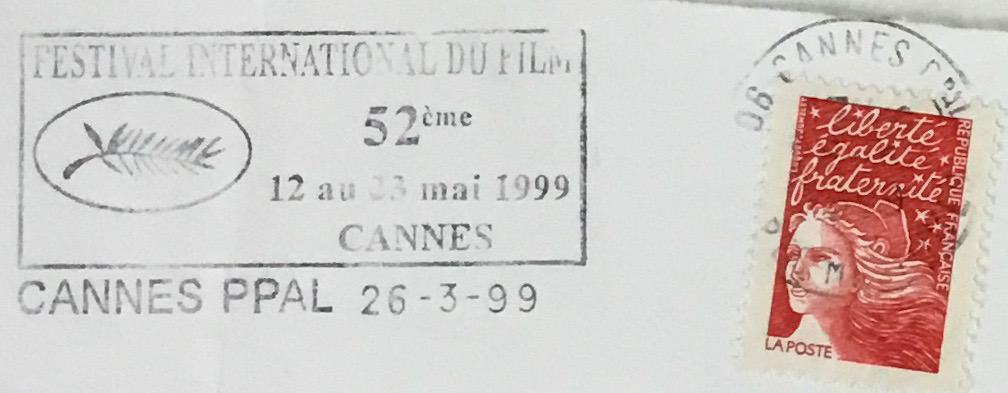 FESTIVAL INTERNATIONAL DU FILM
52ème
12 au 23 mai 1999
CANNES
CANNES PPAL 26-3-99
06 CANNES PPAL
liberté
égalité
fraternité
RÉPUBLIQUE FRANÇAISE
LA POSTE